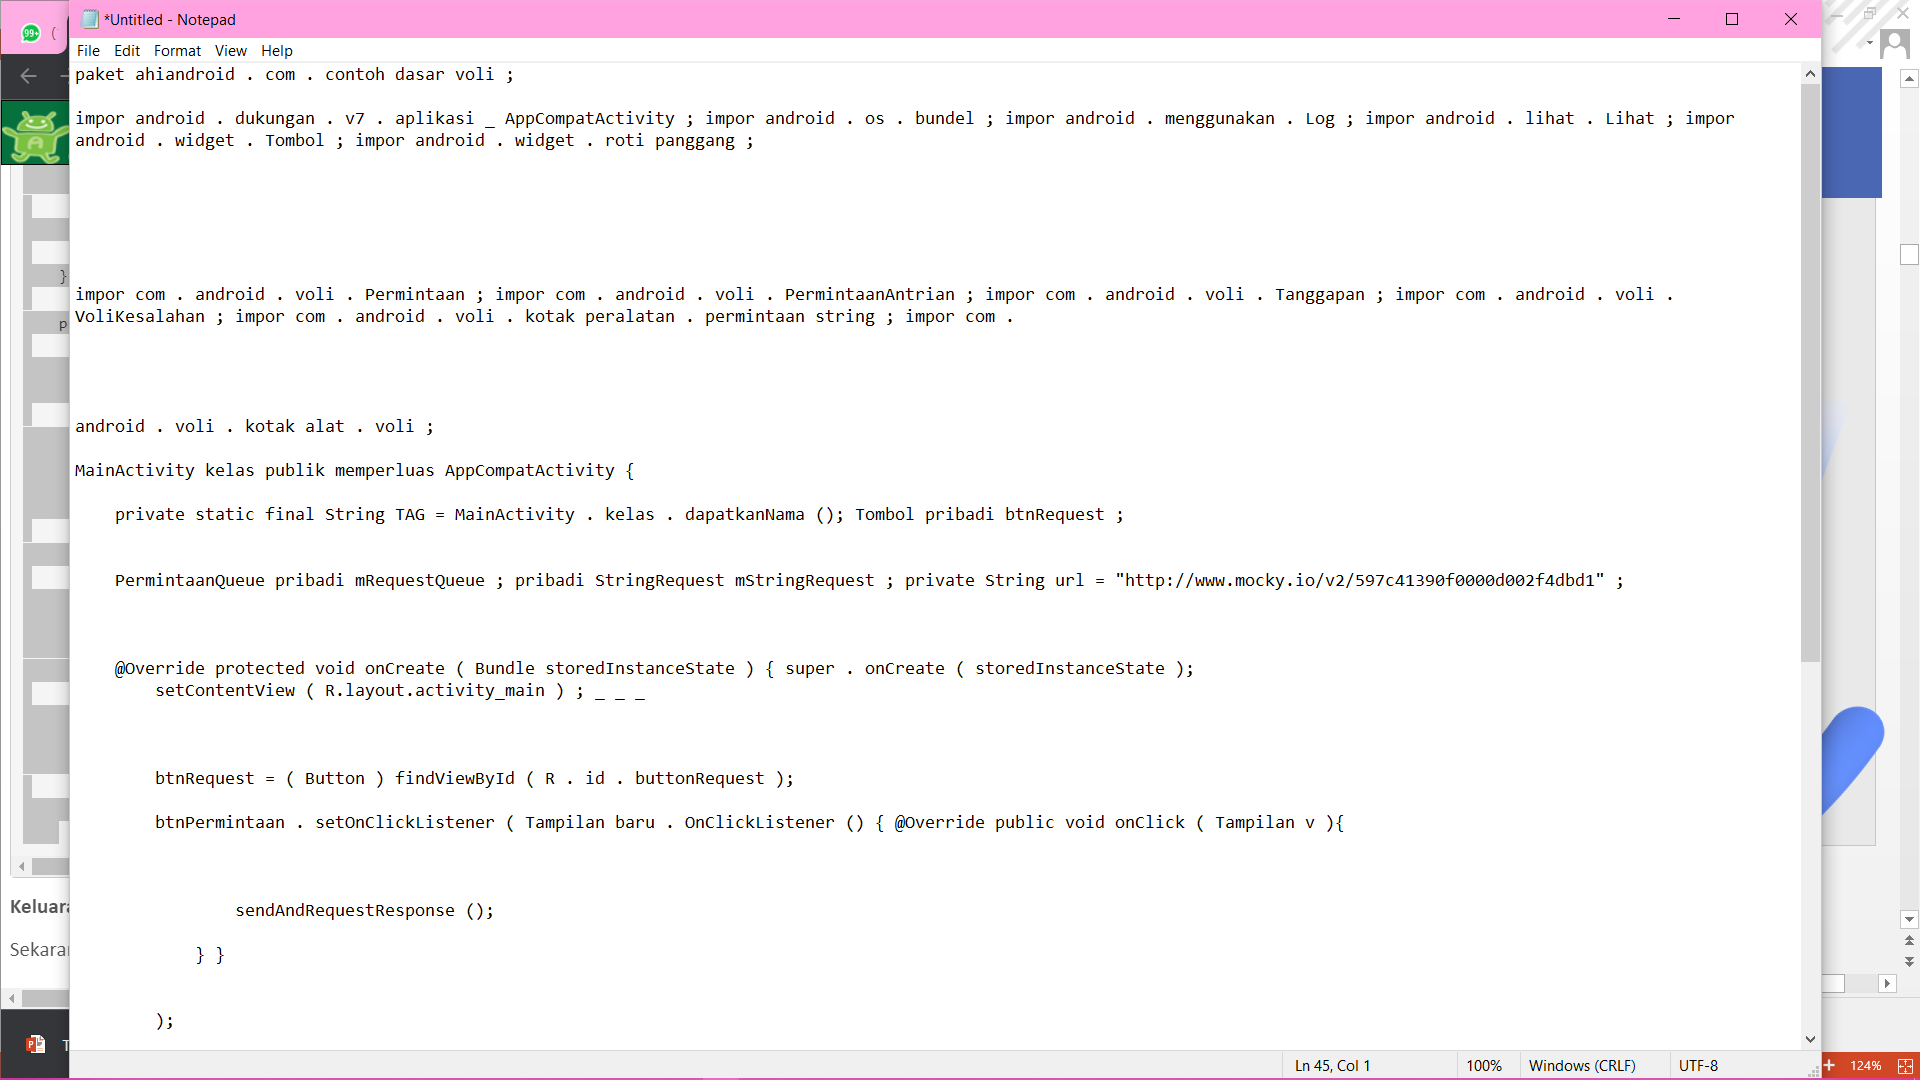 99+
*Untitled - Notepad
File Edit Format View Help
paket ahiandroid . com . contoh dasar voli ;
impor android . dukungan . v7 . aplikasi _ AppCompatActivity ; impor android . os . bundel ; impor android . menggunakan . Log ; impor android . lihat . Lihat ; impor
android . widget . Tombol ; impor android . widget . roti panggang ;
}
impor com . android . voli . Permintaan ; impor com . android . voli . PermintaanAntrian ; impor com . android . voli . Tanggapan ; impor com . android . voli .
VoliKesalahan ; impor com . android . voli . kotak peralatan . permintaan string ; impor com .
p
android . voli . kotak alat . voli ;
MainActivity kelas publik memperluas AppCompatActivity {
private static final String TAG = MainActivity . kelas . dapatkanNama (); Tombol pribadi btnRequest ;
PermintaanQueue pribadi mRequestQueue ; pribadi StringRequest mStringRequest ; private String url = "http://www.mocky.io/v2/597c41390f0000d002f4dbd1" ;
@Override protected void onCreate ( Bundle storedInstanceState ) { super . onCreate ( storedInstanceState );
setContentView ( R.layout.activity_main ) ; _ _ _
btnRequest = ( Button ) findViewById ( R . id . buttonRequest );
btnPermintaan . setOnClickListener ( Tampilan baru . OnClickListener () { @Override public void onClick ( Tampilan v ){
sendAndRequestResponse ();
} }
);
Keluara
Sekaran
Ln 45, Col 1 100% Windows (CRLF) UTF-8
124%